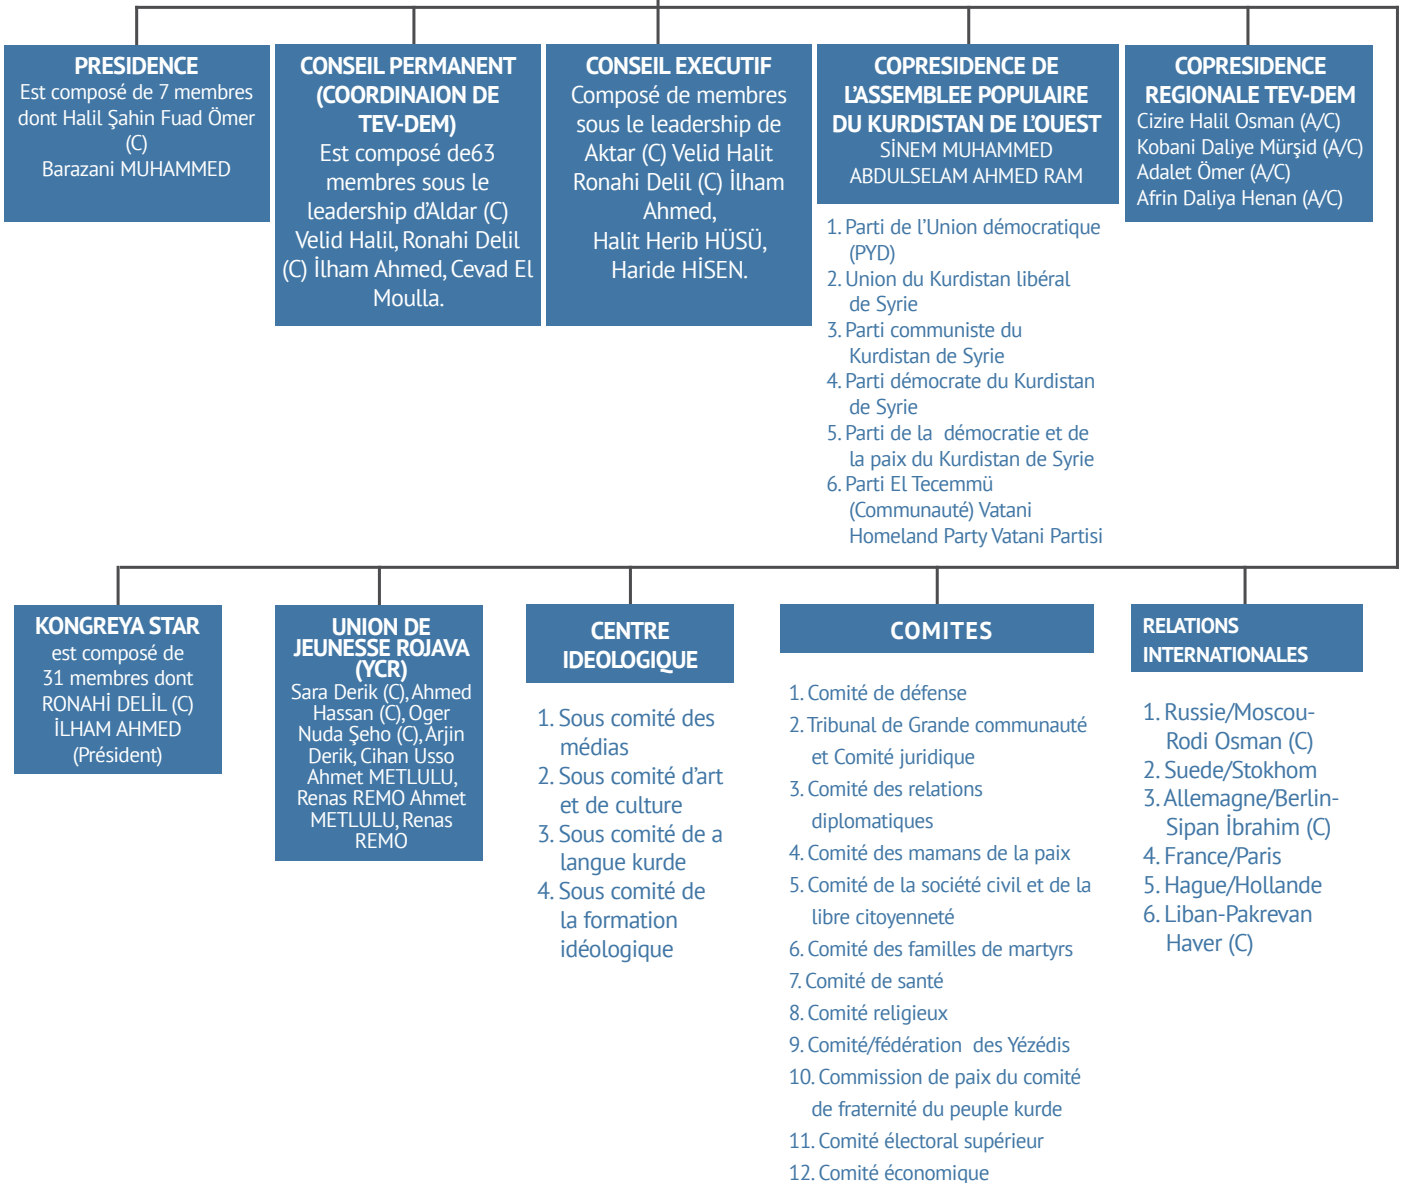 PRESIDENCE
Est composé de 7 membres
dont Halil Şahin Fuad Ömer
(C)
Barazani MUHAMMED
CONSEIL PERMANENT
(COORDINAION DE
TEV-DEM)
Est composé de63
membres sous le
leadership d’Aldar (C)
Velid Halil, Ronahi Delil
(C) İlham Ahmed, Cevad El
Moulla.
CONSEIL EXECUTIF
Composé de membres
sous le leadership de
Aktar (C) Velid Halit
Ronahi Delil (C) İlham
Ahmed,
Halit Herib HÜSÜ,
Haride HİSEN.
COPRESIDENCE DE
L’ASSEMBLEE POPULAIRE
DU KURDISTAN DE L’OUEST
SİNEM MUHAMMED
ABDULSELAM AHMED RAM
1. Parti de l’Union démocratique
(PYD)
2. Union du Kurdistan libéral
de Syrie
3. Parti communiste du
Kurdistan de Syrie
4. Parti démocrate du Kurdistan
de Syrie
5. Parti de la démocratie et de
la paix du Kurdistan de Syrie
6. Parti El Tecemmü
(Communauté) Vatani
Homeland Party Vatani Partisi
COPRESIDENCE
REGIONALE TEV-DEM
Cizire Halil Osman (A/C)
Kobani Daliye Mürşid (A/C)
Adalet Ömer (A/C)
Afrin Daliya Henan (A/C)
KONGREYA STAR
est composé de
31 membres dont
RONAHİ DELİL (C)
İLHAM AHMED
(Président)
UNION DE
JEUNESSE ROJAVA
(YCR)
Sara Derik (C), Ahmed
Hassan (C), Oger
Nuda Şeho (C), Arjin
Derik, Cihan Usso
Ahmet METLULU,
Renas REMO Ahmet
METLULU, Renas
REMO
CENTRE
IDEOLOGIQUE
1. Sous comité des
médias
2. Sous comité d’art
et de culture
3. Sous comité de a
langue kurde
4. Sous comité de
la formation
idéologique
COMITES
1. Comité de défense
2. Tribunal de Grande communauté
et Comité juridique
3. Comité des relations
diplomatiques
4. Comité des mamans de la paix
5. Comité de la société civil et de la
libre citoyenneté
6. Comité des familles de martyrs
7. Comité de santé
8. Comité religieux
9. Comité/fédération des Yézédis
10. Commission de paix du comité
de fraternité du peuple kurde
11. Comité électoral supérieur
12. Comité économique
RELATIONS
INTERNATIONALES
1. Russie/Moscou-
Rodi Osman (C)
2. Suede/Stokhom
3. Allemagne/Berlin-
Sipan İbrahim (C)
4. France/Paris
5. Hague/Hollande
6. Liban-Pakrevan
Haver (C)